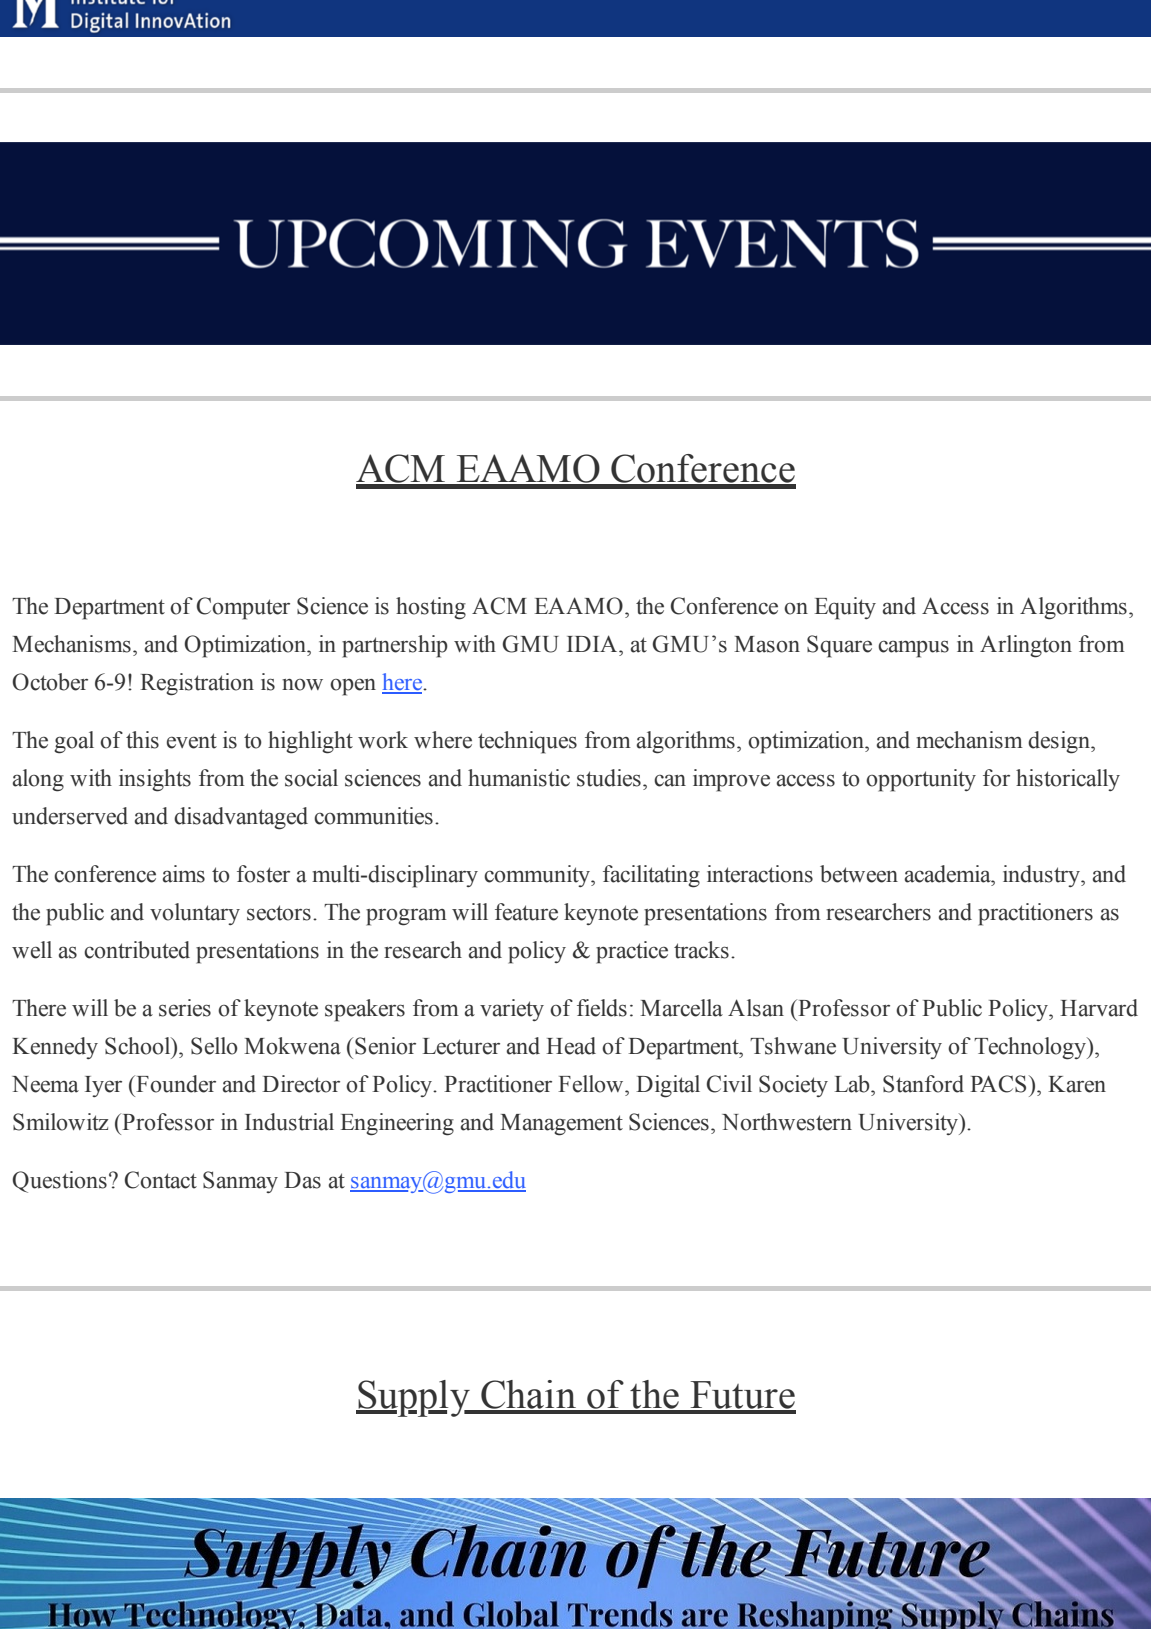 Institute for
M Digital InnovAtion
UPCOMING EVENTS
ACM EAAMO Conference
The Department of Computer Science is hosting ACM EAAMO, the Conference on Equity and Access in Algorithms,
Mechanisms, and Optimization, in partnership with GMU IDIA, at GMU’s Mason Square campus in Arlington from
October 6-9! Registration is now open here.
The goal of this event is to highlight work where techniques from algorithms, optimization, and mechanism design,
along with insights from the social sciences and humanistic studies, can improve access to opportunity for historically
underserved and disadvantaged communities.
The conference aims to foster a multi-disciplinary community, facilitating interactions between academia, industry, and
the public and voluntary sectors. The program will feature keynote presentations from researchers and practitioners as
well as contributed presentations in the research and policy & practice tracks.
There will be a series of keynote speakers from a variety of fields: Marcella Alsan (Professor of Public Policy, Harvard
Kennedy School), Sello Mokwena (Senior Lecturer and Head of Department, Tshwane University of Technology),
Neema Iyer (Founder and Director of Policy. Practitioner Fellow, Digital Civil Society Lab, Stanford PACS), Karen
Smilowitz (Professor in Industrial Engineering and Management Sciences, Northwestern University).
Questions? Contact Sanmay Das at sanmay@gmu.edu
Supply Chain of the Future
Supply Chain of the Future
How Technology, Data, and Global Trends are Reshaping Supply Chains